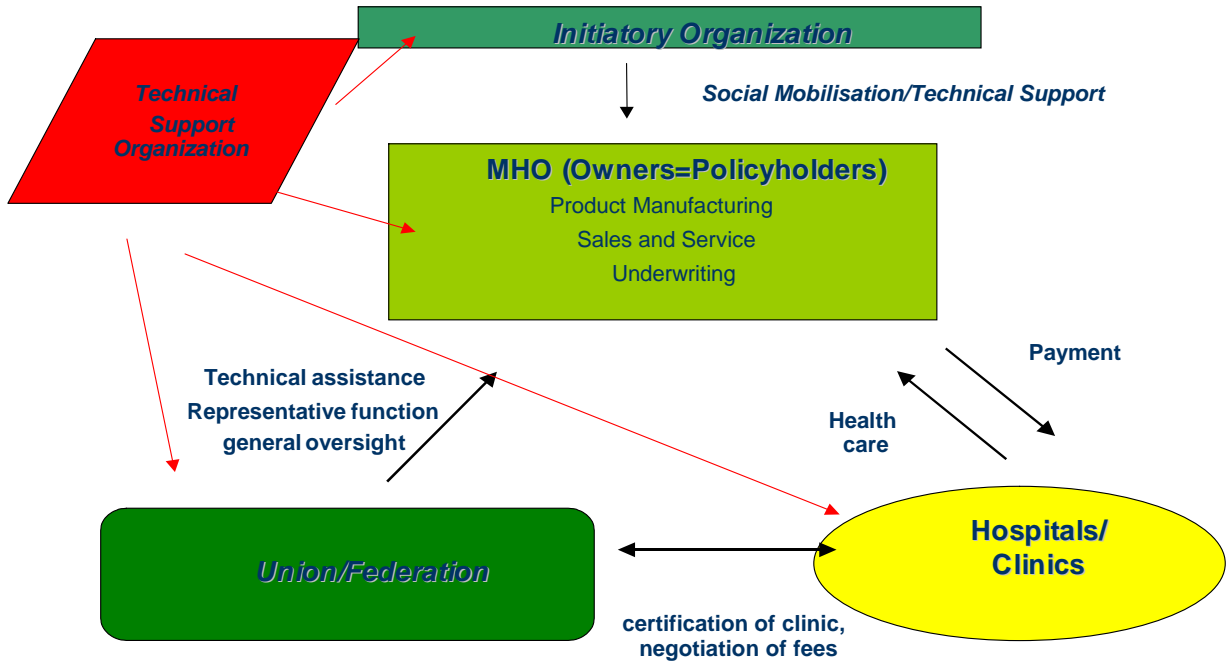 Initiatory Organization
Technical
Support
Organization
Social Mobilisation/Technical Support
MHO (Owners=Policyholders)
Product Manufacturing
Sales and Service
Underwriting
Payment
Technical assistance
Representative function
general oversight
Health
care
Union/Federation
Hospitals/
Clinics
certification of clinic,
negotiation of fees